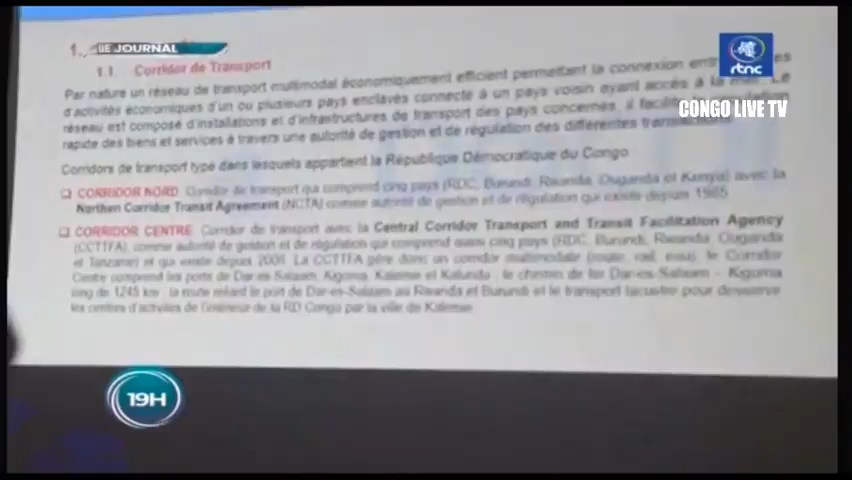 LE JOURNAL
rtnc
CONGO LIVE TV
1.
1.1. Corridor de Transport
Par nature un réseau de transport multimodal économiquement efficient permettant la connexion
d'activités économiques d'un ou plusieurs pays enclavés connecté à un pays voisin ayant accès à la mer. Le
réseau est composé d'installations et d'infrastructures de transport des pays concernés, il facilite
rapide des biens et services à travers une autorité de gestion et de régulation des différentes transactions
Corridors de transport type dans lesquels appartient la République Démocratique du Congo
❑ CORRIDOR NORD Corridor de transport qui comprend cinq pays (RDC, Burundi, Rwanda, Ouganda et Kenya) avec la
Northen Corridor Transit Agreement (NCTA) comme autorité de gestion et de régulation qui existe depuis 1985
❑ CORRIDOR CENTRE Corridor de transport avec la Central Corridor Transport and Transit Facilitation Agency
(CCTTFA), comme autorité de gestion et de régulation qui comprend aussi cinq pays (RDC, Burundi, Rwanda, Ouganda
et Tanzanie) et qui existe depuis 2006. La CCTTFA gère donc un corridor multimodale (route, rail, eau), le Corridor
Centre comprend les ports de Dar-es-Salaam, Kigoma, Kalemie et Kalundu ; le chemin de fer Dar-es-Salaam – Kigoma
long de 1245 km ; la route reliant le port de Dar-es-Salaam au Rwanda et Burundi et le transport lacustre pour desservir
les centres d'activités de l'intérieur de la RD Congo par la ville de Kalemie
19H